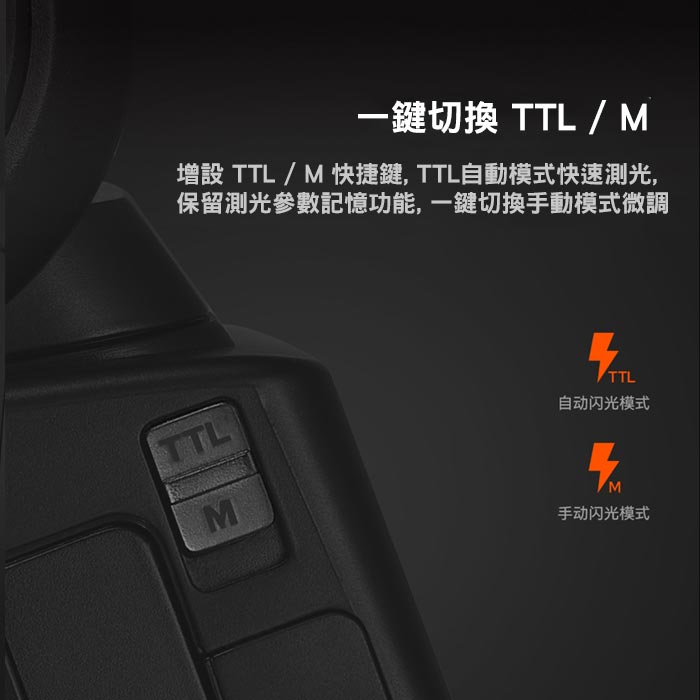 一鍵切換 TTL / M
增設 TTL / M 快捷鍵, TTL自動模式快速測光,
保留測光參數記憶功能, 一鍵切換手動模式微調
TTL
自动闪光模式
TTL
M
M
手动闪光模式